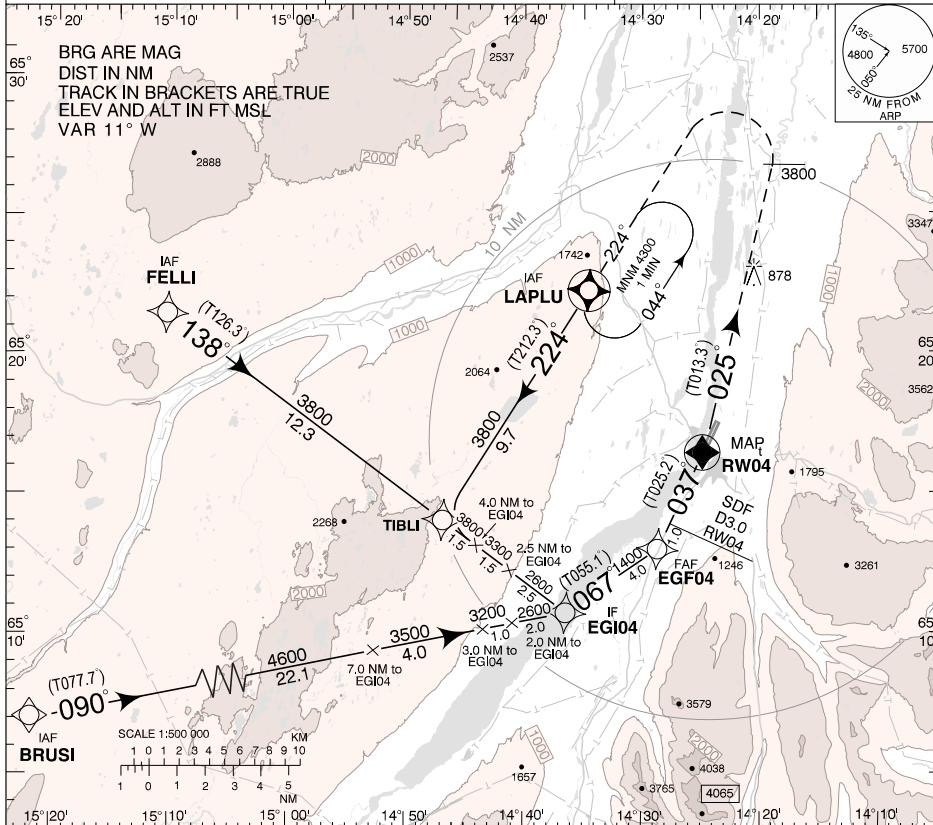 15°20'
15°10'
15°00'
14°50'
14°40'
14°30'
14°20'
BRG ARE MAG
DIST IN NM
TRACK IN BRACKETS ARE TRUE
ELEV AND ALT IN FT MSL
VAR 11° W
135°
4800
5700
050°
25 NM FROM
ARP
65°
30'
65°
30'
2537
2000
2888
3800
3347
10 NM
1000
1742
224°
MNM 4300
1 MIN
044°
878
1000
IAF
FELLI
IAF
LAPLU
(T126.3°)
138°
1000
(T212.3°)
224°
(T013.3°)
025°
65°
20'
65°
20'
2064
2000
3562
3800
12.3
3800
9.7
MAPt
RW04
1795
(T025.2°)
037°
SDF
D3.0
RW04
4.0 NM to
EGI04
TIBLI
2268
3800
1.5
3300
1.5
2.5 NM to
EGI04
2600
2.5
(T055.1°)
067°
1400
4.0
1.0
FAF
EGF04
1246
3261
2000
IF
EGI04
65°
10'
65°
10'
3200
1.0
2600
2.0
3500
4.0
3.0 NM to
EGI04
2.0 NM to
EGI04
4600
22.1
7.0 NM to
EGI04
(T077.7°)
090°
IAF
BRUSI
3579
SCALE 1:500 000
KM
1 0 1 2 3 4 5 6 7 8 9 10
1 0 1 2 3 4 5
NM
1000
1657
2000
4038
3765
4065
15°20'
15°10'
15°00'
14°50'
14°40'
14°30'
14°20'
14°10'